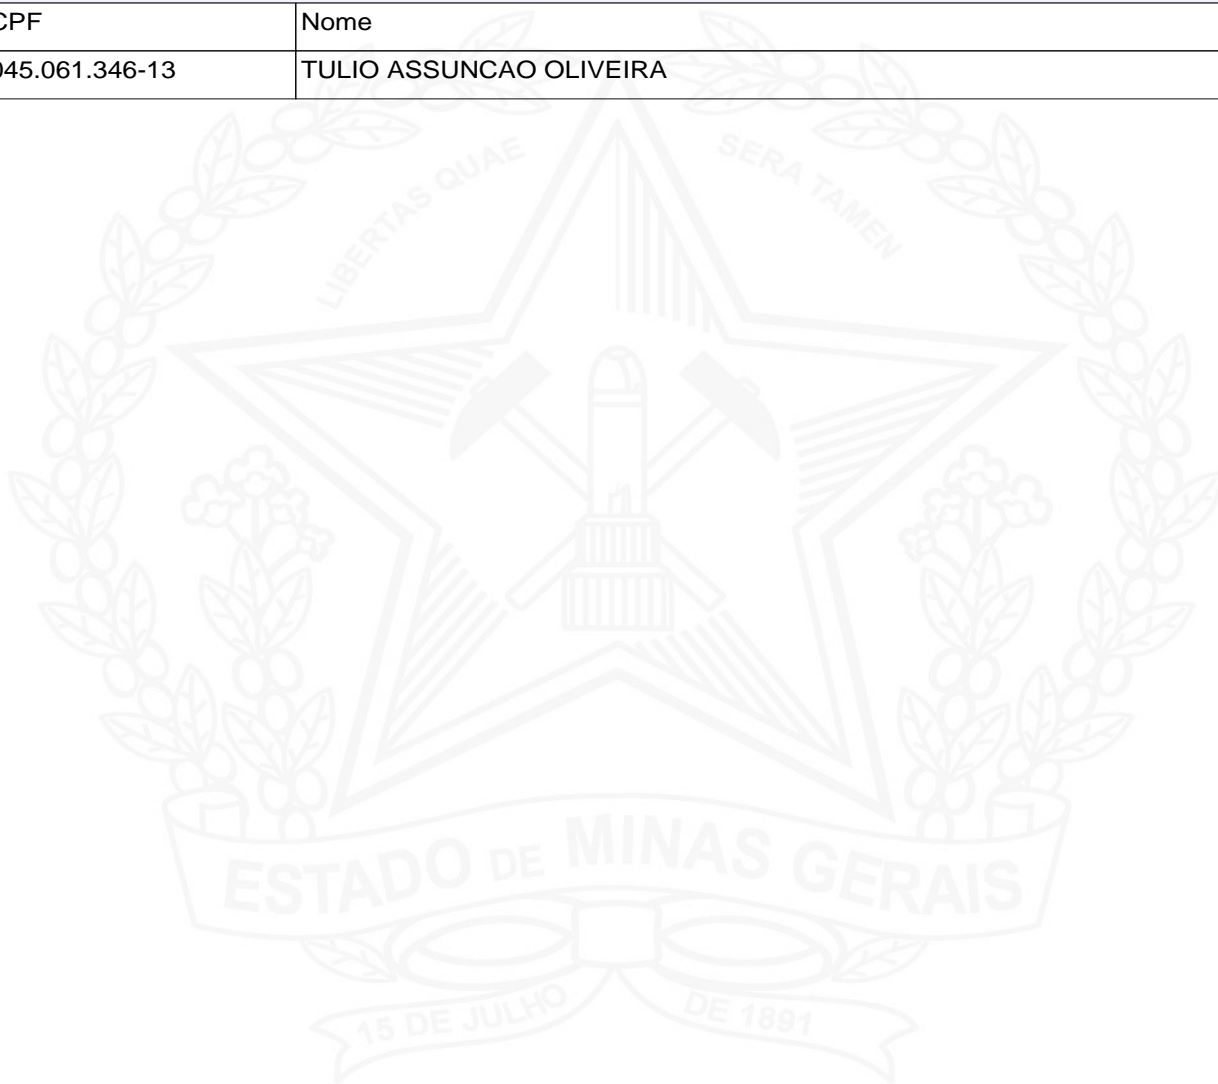 CPF Nome
045.061.346-13 TULIO ASSUNCAO OLIVEIRA
LIBERTAS QUAE SERA TAMEN
ESTADO DE MINAS GERAIS
15 DE JULHO DE 1891